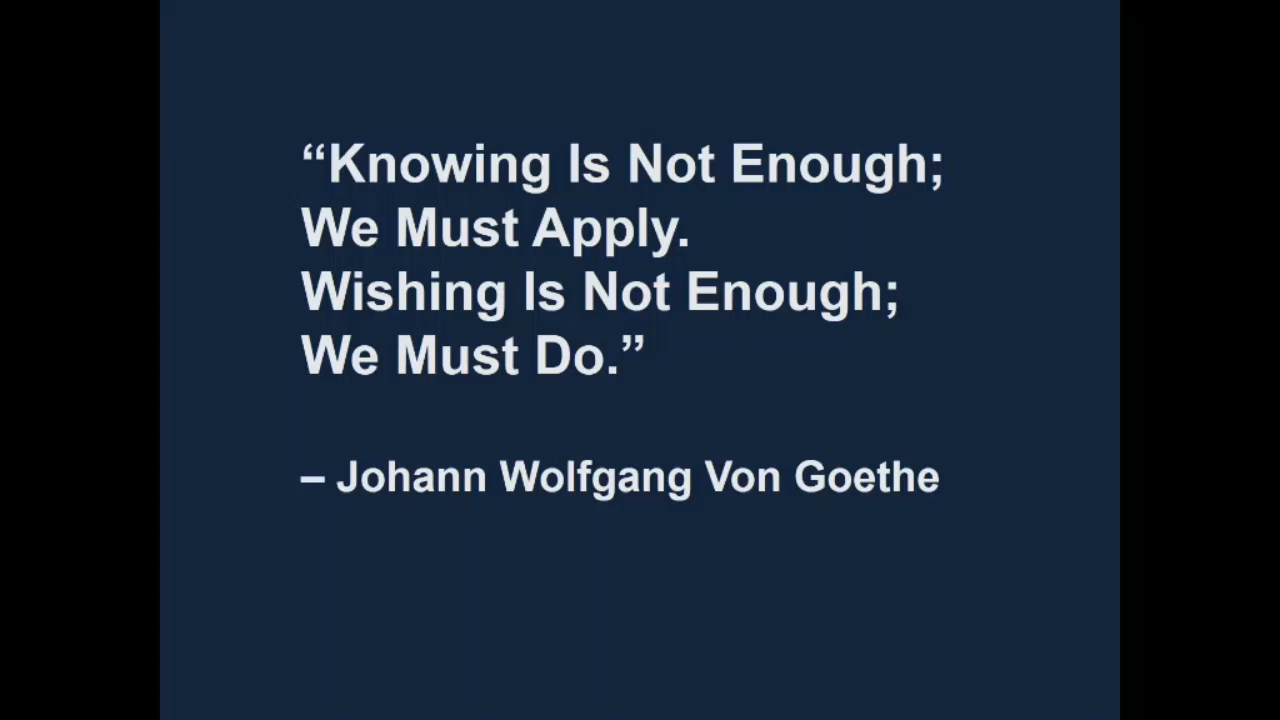 “Knowing Is Not Enough;
We Must Apply.
Wishing Is Not Enough;
We Must Do.”
– Johann Wolfgang Von Goethe